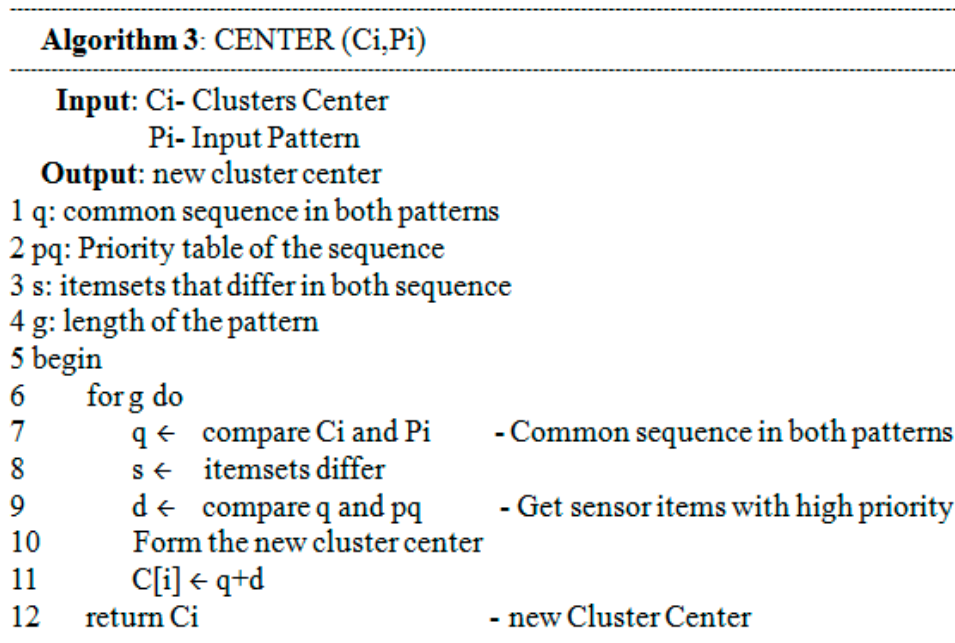 Algorithm 3: CENTER (Ci,Pi)
Input: Ci- Clusters Center
Pi- Input Pattern
Output: new cluster center
1 q: common sequence in both patterns
2 pq: Priority table of the sequence
3 s: itemsets that differ in both sequence
4 g: length of the pattern
5 begin
6 for g do
7 q ← compare Ci and Pi - Common sequence in both patterns
8 s ← itemsets differ
9 d ← compare q and pq - Get sensor items with high priority
10 Form the new cluster center
11 C[i] ← q+d
12 return Ci - new Cluster Center